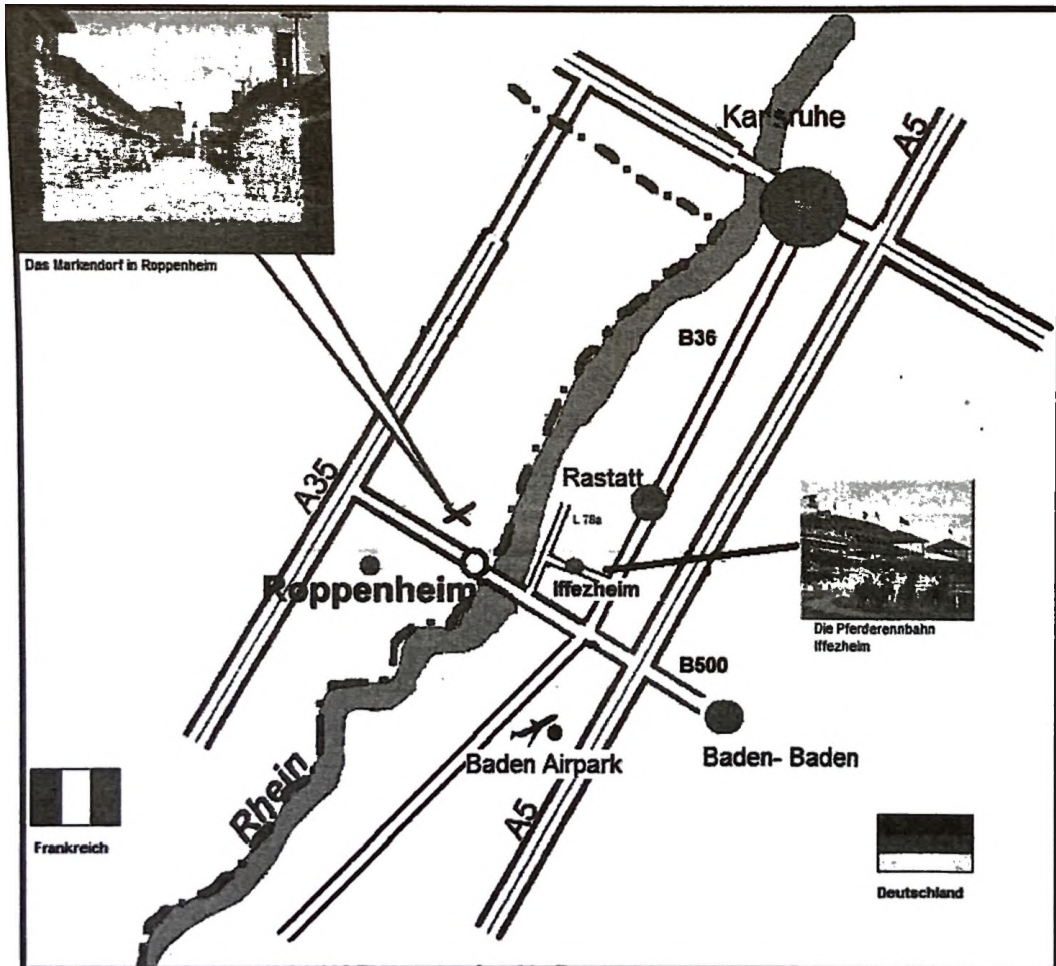 Das Markendorf in Roppenheim
Karlsruhe
A5
B36
A35
Rastatt
L 78a
Roppenheim
Iffezheim
Die Pferderennbahn
Iffezheim
B500
Baden Airpark
Baden- Baden
Rhein
A5
Frankreich
Deutschland